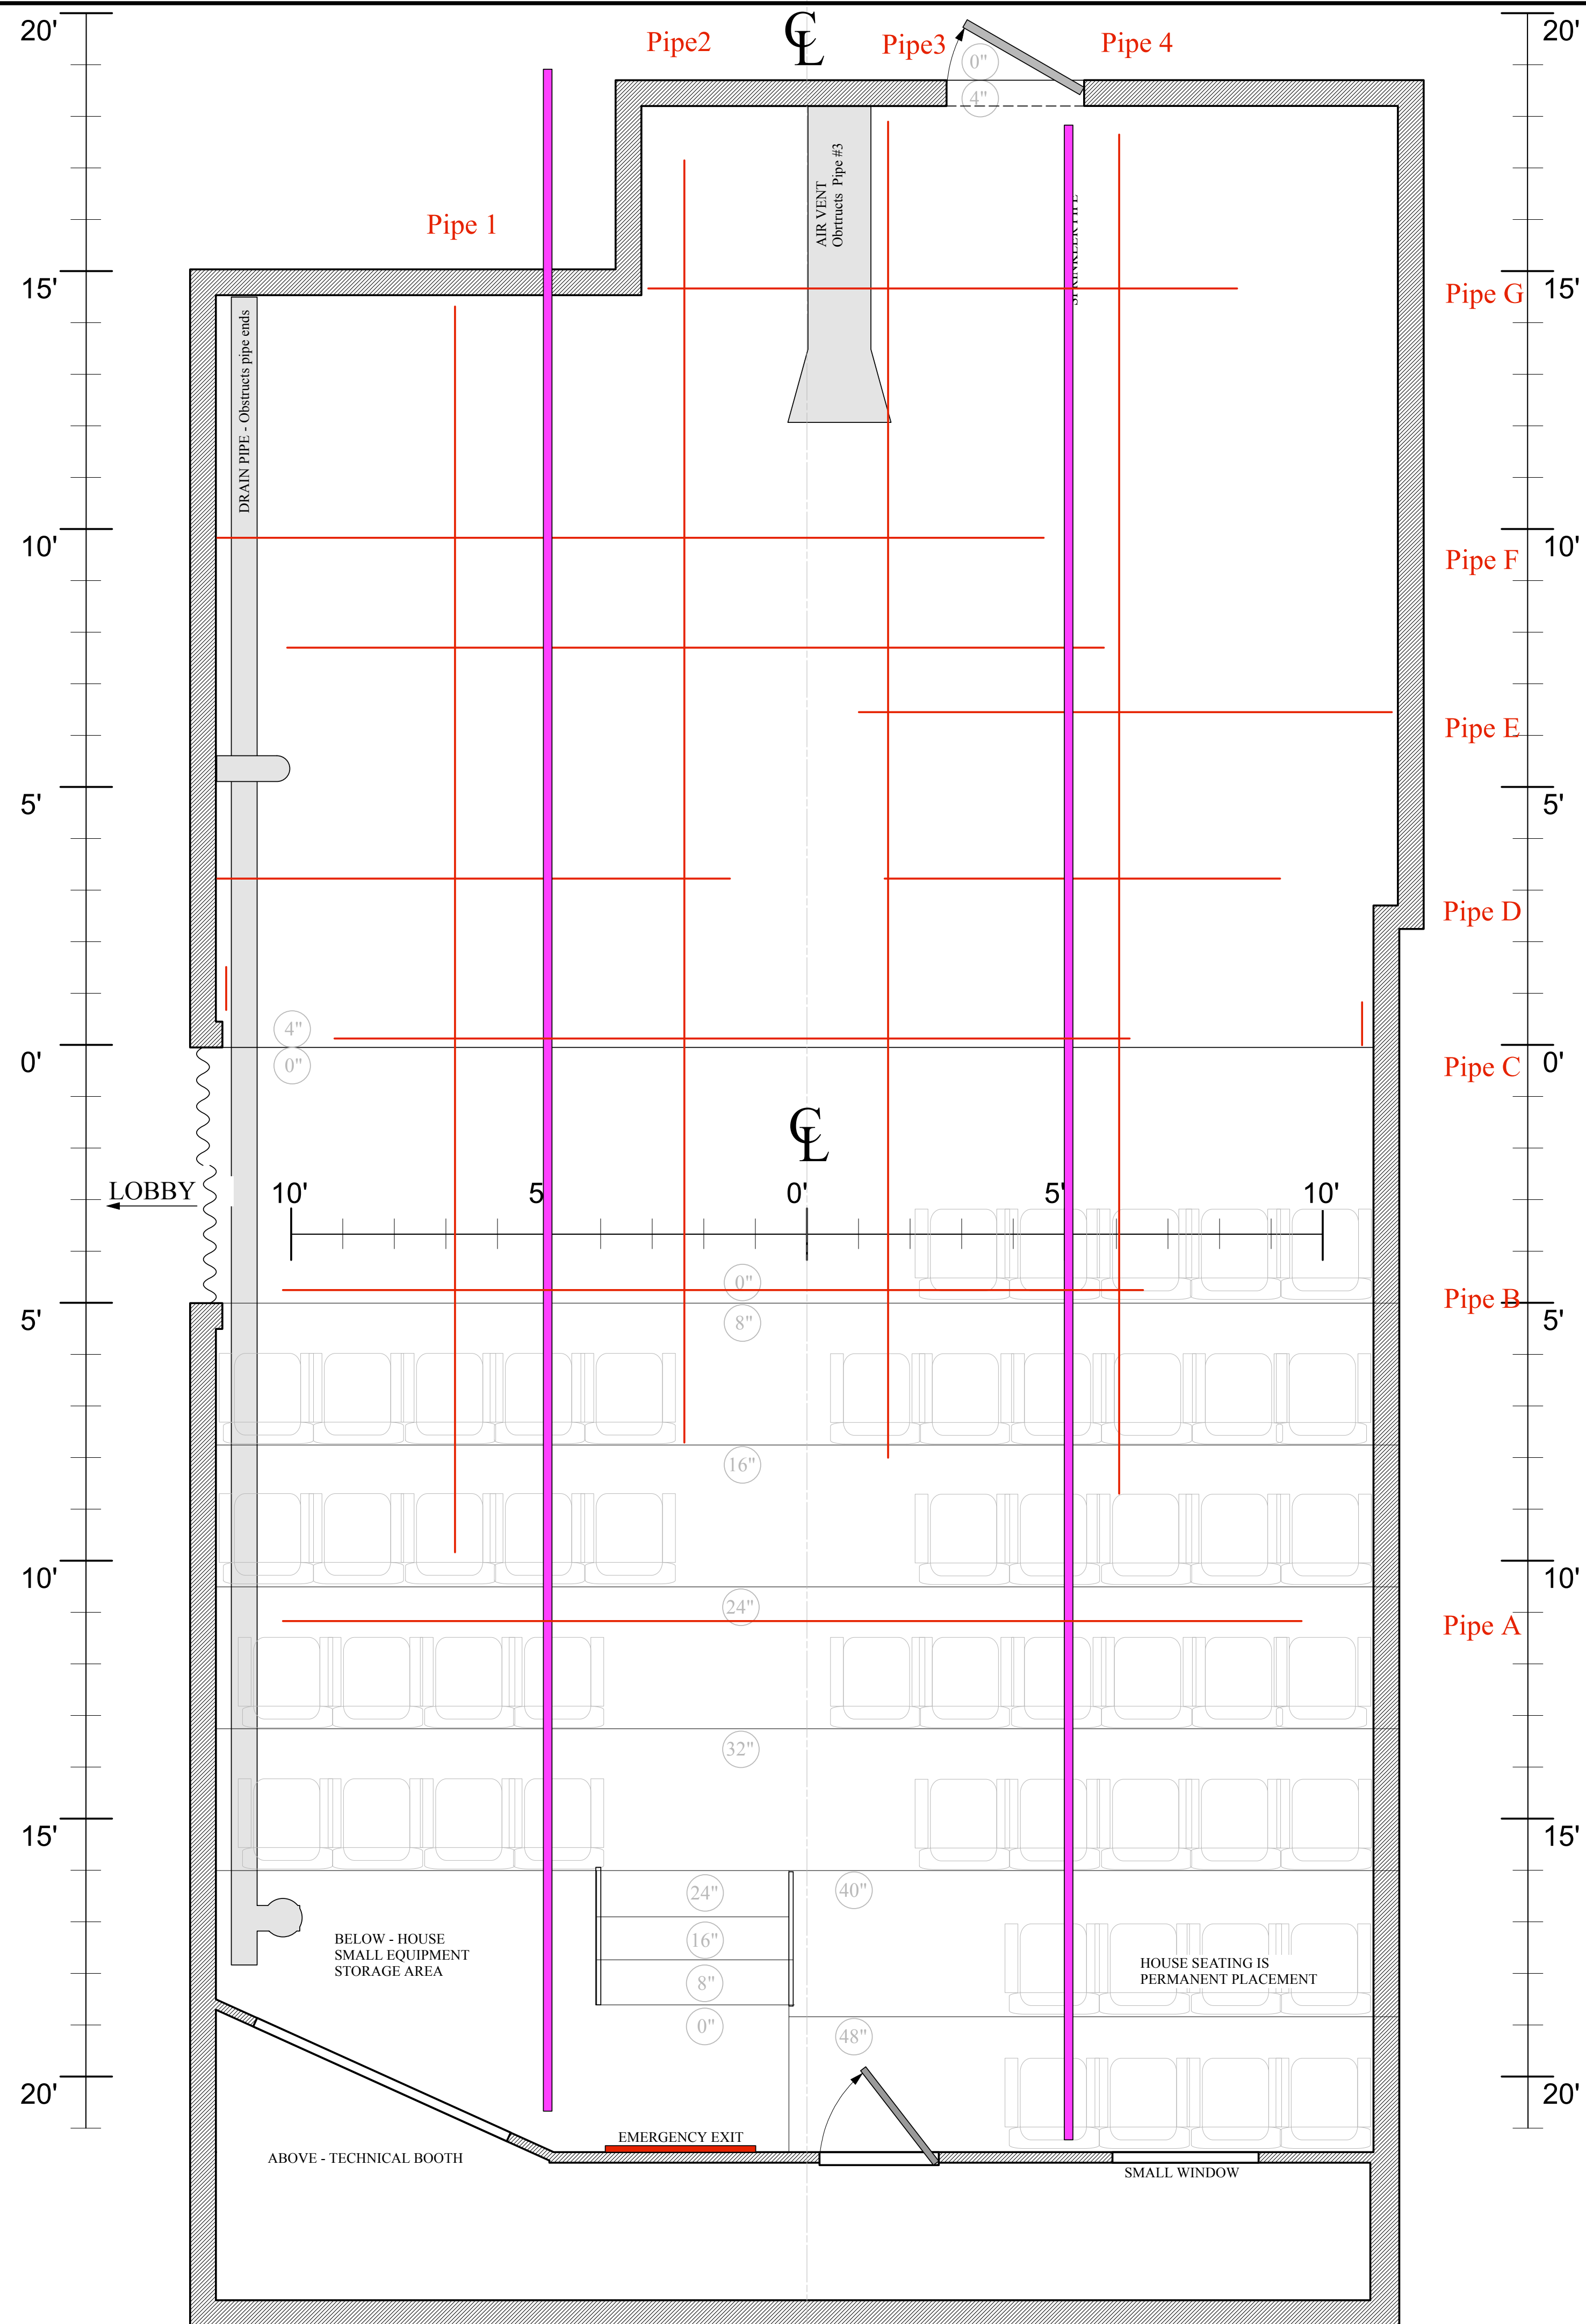 20'
Pipe2
CL
Pipe3
Pipe 4
20'
0"
4"
AIR VENT
Obrtructs Pipe #3
Pipe 1
15'
Pipe G
15'
DRAIN PIPE - Obstructs pipe ends
10'
Pipe F
10'
Pipe E
5'
5'
Pipe D
4"
0"
0'
Pipe C
0'
CL
LOBBY
10'
5
0'
5'
10'
0"
8"
5'
Pipe B
5'
16"
10'
10'
24"
Pipe A
32"
15'
15'
24"
40"
16"
8"
0"
BELOW - HOUSE
SMALL EQUIPMENT
STORAGE AREA
HOUSE SEATING IS
PERMANENT PLACEMENT
48"
20'
20'
EMERGENCY EXIT
ABOVE - TECHNICAL BOOTH
SMALL WINDOW